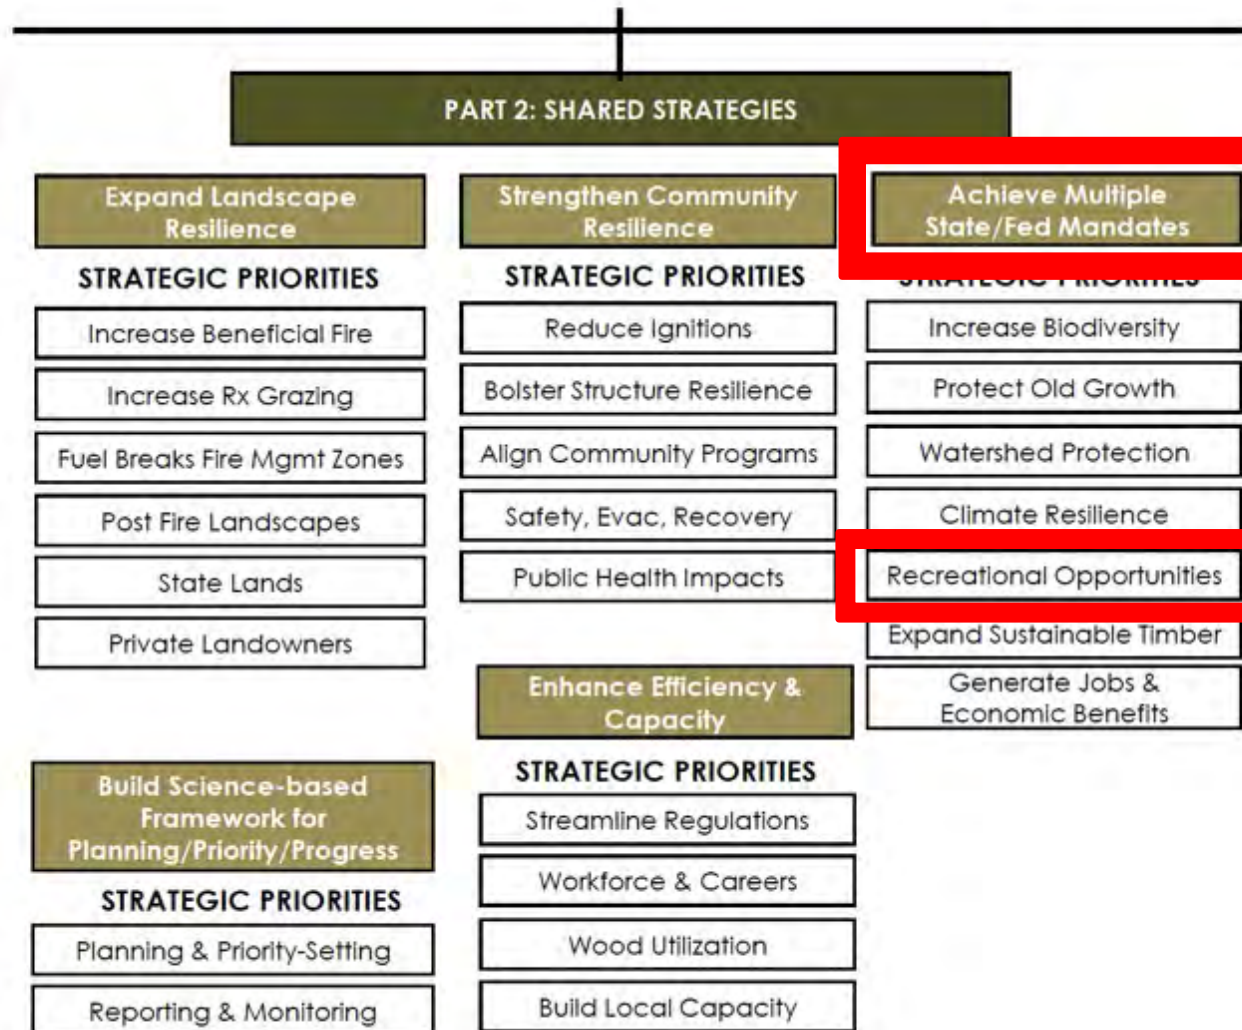 PART 2: SHARED STRATEGIES
Expand Landscape
Resilience
STRATEGIC PRIORITIES
Increase Beneficial Fire
Increase Rx Grazing
Fuel Breaks Fire Mgmt Zones
Post Fire Landscapes
State Lands
Private Landowners
Build Science-based
Framework for
Planning/Priority/Progress
STRATEGIC PRIORITIES
Planning & Priority-Setting
Reporting & Monitoring
Strengthen Community
Resilience
STRATEGIC PRIORITIES
Reduce Ignitions
Bolster Structure Resilience
Align Community Programs
Safety, Evac, Recovery
Public Health Impacts
Enhance Efficiency &
Capacity
STRATEGIC PRIORITIES
Streamline Regulations
Workforce & Careers
Wood Utilization
Build Local Capacity
Achieve Multiple
State/Fed Mandates
STRATEGIC PRIORITIES
Increase Biodiversity
Protect Old Growth
Watershed Protection
Climate Resilience
Recreational Opportunities
Expand Sustainable Timber
Generate Jobs &
Economic Benefits